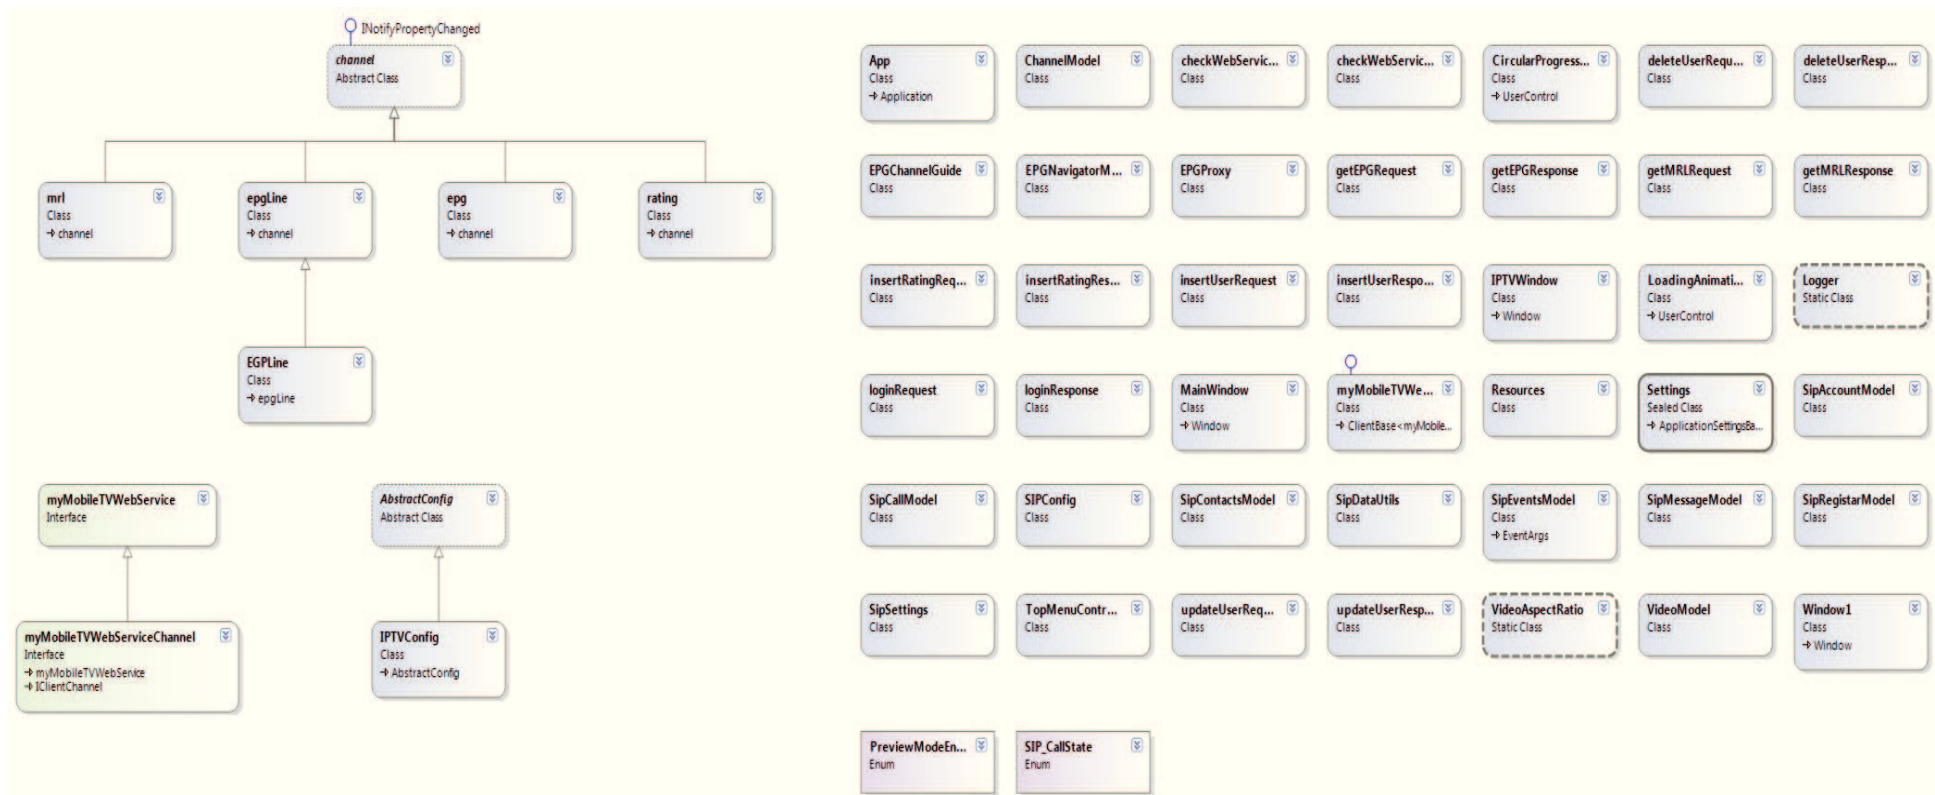 INotifyPropertyChanged
channel
Abstract Class
mrl
Class
channel
epgLine
Class
channel
epg
Class
channel
rating
Class
channel
EGPLine
Class
epgLine
myMobileTVWebService
Interface
AbstractConfig
Abstract Class
myMobileTVWebServiceChannel
Interface
myMobileTVWebService
IClientChannel
IPTVConfig
Class
AbstractConfig
App
Class
Application
ChannelModel
Class
checkWebServic...
Class
checkWebServic...
Class
CircularProgress...
Class
UserControl
deleteUserRequ...
Class
deleteUserResp...
Class
EPGChannelGuide
Class
EPGNavigatorM...
Class
EPGProxy
Class
getEPGRequest
Class
getEPGResponse
Class
getMRLRequest
Class
getMRLResponse
Class
insertRatingReq...
Class
insertRatingRes...
Class
insertUserRequest
Class
insertUserRespo...
Class
IPTVWindow
Class
Window
LoadingAnimati...
Class
UserControl
Logger
Static Class
loginRequest
Class
loginResponse
Class
MainWindow
Class
Window
myMobileTVWe...
Class
ClientBase<myMobile...
Resources
Class
Settings
Sealed Class
ApplicationSettingsBa...
SipAccountModel
Class
SipCallModel
Class
SIPConfig
Class
SipContactsModel
Class
SipDataUtils
Class
SipEventsModel
Class
EventArgs
SipMessageModel
Class
SipRegistarModel
Class
SipSettings
Class
TopMenuContr...
Class
updateUserReq...
Class
updateUserResp...
Class
VideoAspectRatio
Static Class
VideoModel
Class
Window1
Class
Window
PreviewModeEn...
Enum
SIP_CallState
Enum